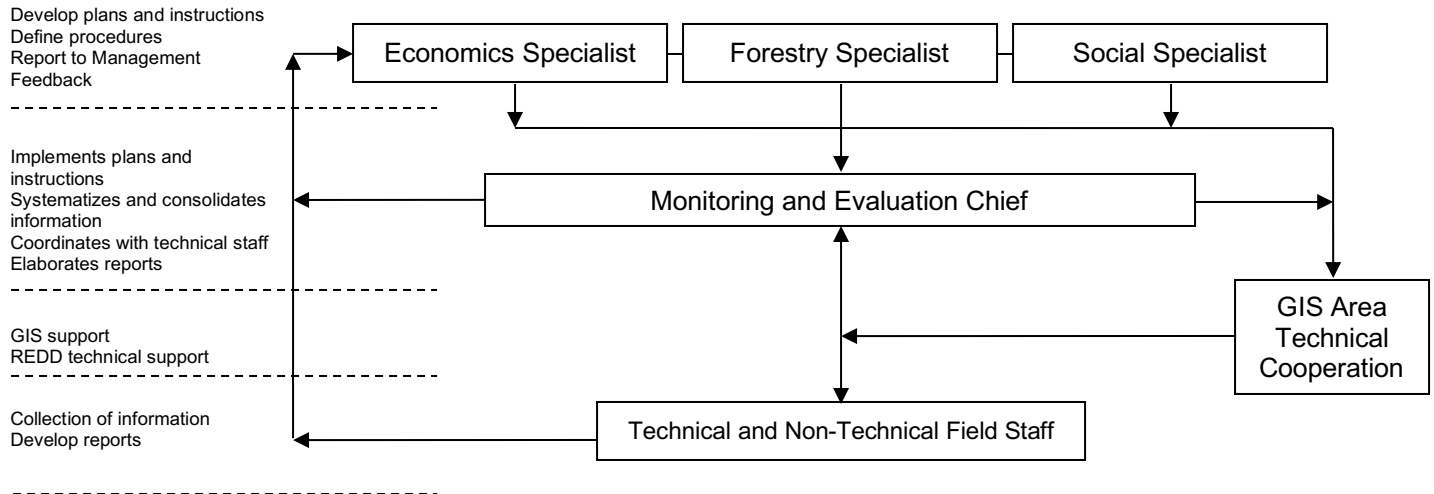 Develop plans and instructions
Define procedures
Report to Management
Feedback
Economics Specialist
Forestry Specialist
Social Specialist
Implements plans and
instructions
Systematizes and consolidates
information
Coordinates with technical staff
Elaborates reports
Monitoring and Evaluation Chief
GIS support
REDD technical support
GIS Area
Technical
Cooperation
Collection of information
Develop reports
Technical and Non-Technical Field Staff